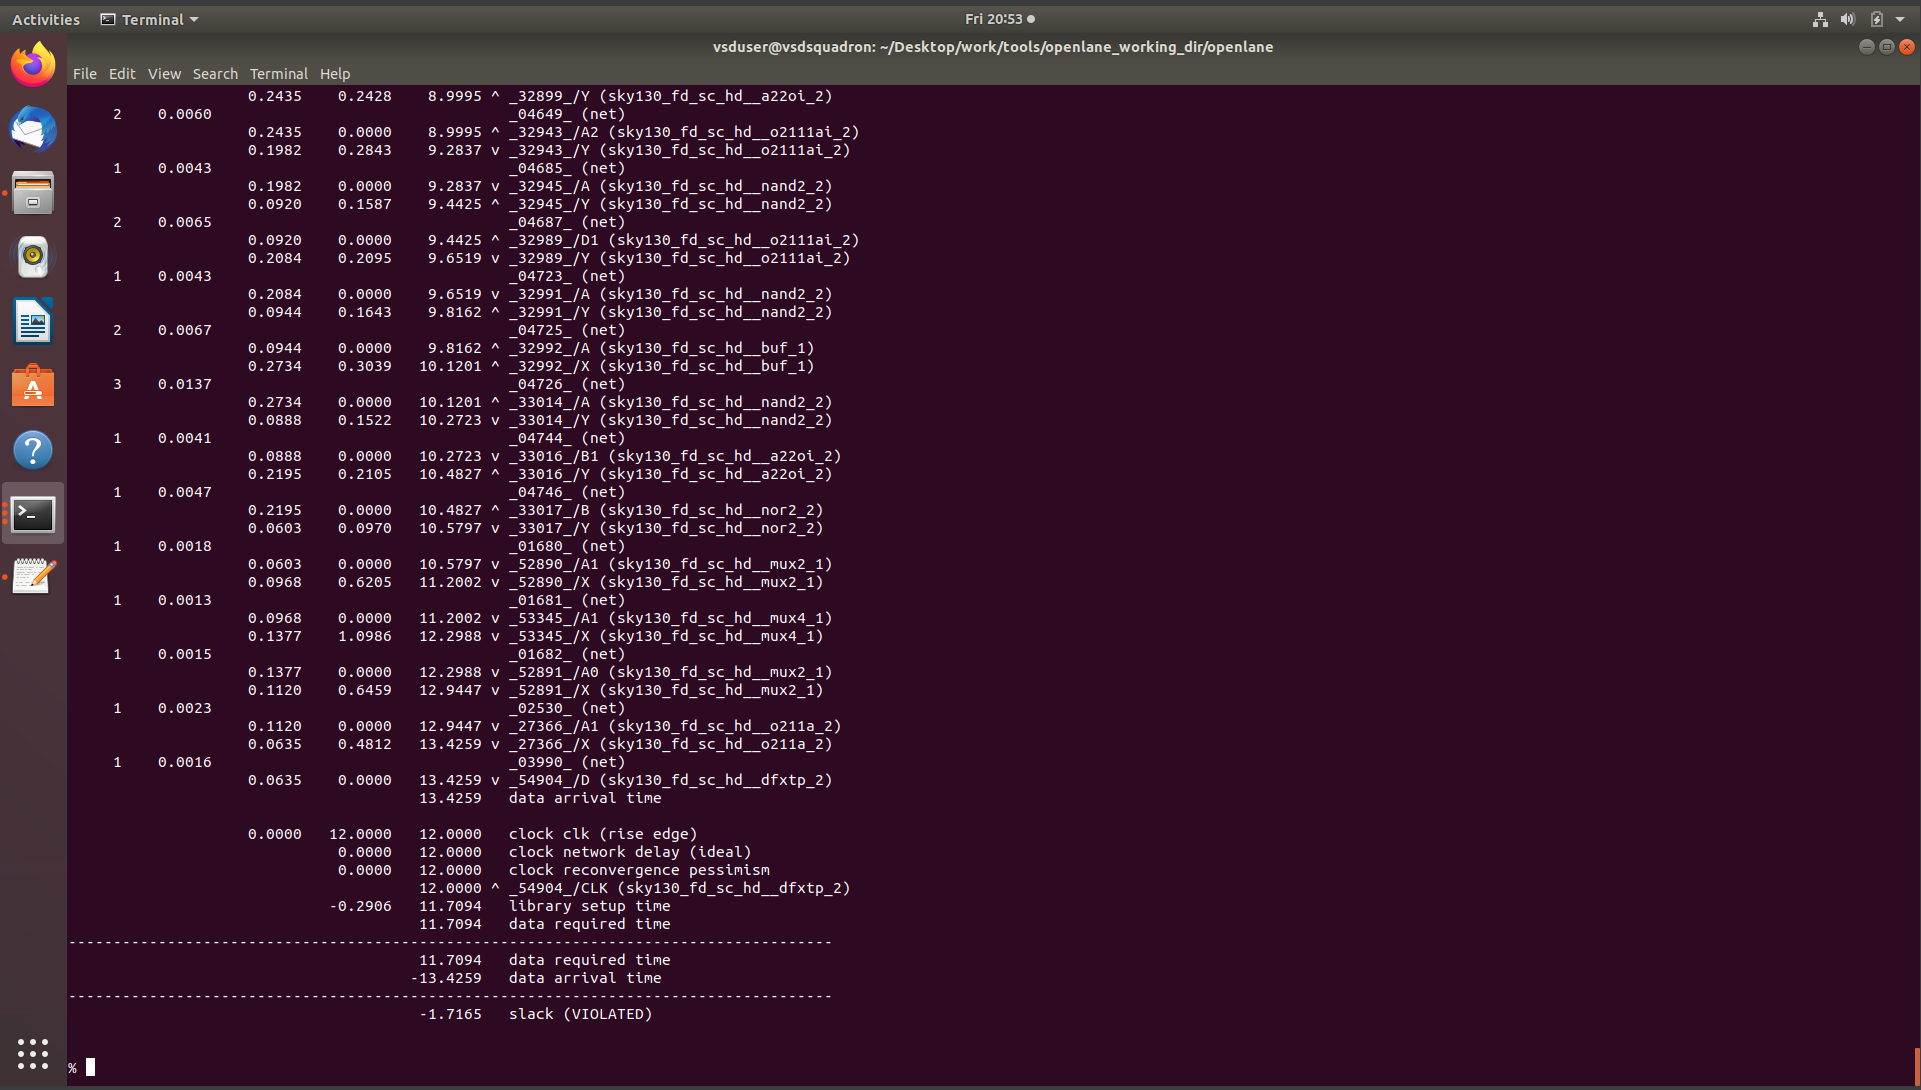 Activities Terminal Fri 20:53
vsduser@vsdsquadron: ~/Desktop/work/tools/openlane_working_dir/openlane
File Edit View Search Terminal Help
0.2435 0.2428 8.9995 ^ _32899_/Y (sky130_fd_sc_hd__a22oi_2)
2 0.0060 _04649_ (net)
0.2435 0.0000 8.9995 ^ _32943_/A2 (sky130_fd_sc_hd__o2111ai_2)
0.1982 0.2843 9.2837 v _32943_/Y (sky130_fd_sc_hd__o2111ai_2)
1 0.0043 _04685_ (net)
0.1982 0.0000 9.2837 v _32945_/A (sky130_fd_sc_hd__nand2_2)
0.0920 0.1587 9.4425 ^ _32945_/Y (sky130_fd_sc_hd__nand2_2)
2 0.0065 _04687_ (net)
0.0920 0.0000 9.4425 ^ _32989_/D1 (sky130_fd_sc_hd__o2111ai_2)
0.2084 0.2095 9.6519 v _32989_/Y (sky130_fd_sc_hd__o2111ai_2)
1 0.0043 _04723_ (net)
0.2084 0.0000 9.6519 v _32991_/A (sky130_fd_sc_hd__nand2_2)
0.0944 0.1643 9.8162 ^ _32991_/Y (sky130_fd_sc_hd__nand2_2)
2 0.0067 _04725_ (net)
0.0944 0.0000 9.8162 ^ _32992_/A (sky130_fd_sc_hd__buf_1)
0.2734 0.3039 10.1201 ^ _32992_/X (sky130_fd_sc_hd__buf_1)
3 0.0137 _04726_ (net)
0.2734 0.0000 10.1201 ^ _33014_/A (sky130_fd_sc_hd__nand2_2)
0.0888 0.1522 10.2723 v _33014_/Y (sky130_fd_sc_hd__nand2_2)
1 0.0041 _04744_ (net)
0.0888 0.0000 10.2723 v _33016_/B1 (sky130_fd_sc_hd__a22oi_2)
0.2195 0.2105 10.4827 ^ _33016_/Y (sky130_fd_sc_hd__a22oi_2)
1 0.0047 _04746_ (net)
0.2195 0.0000 10.4827 ^ _33017_/B (sky130_fd_sc_hd__nor2_2)
0.0603 0.0970 10.5797 v _33017_/Y (sky130_fd_sc_hd__nor2_2)
1 0.0018 _01680_ (net)
0.0603 0.0000 10.5797 v _52890_/A1 (sky130_fd_sc_hd__mux2_1)
0.0968 0.6205 11.2002 v _52890_/X (sky130_fd_sc_hd__mux2_1)
1 0.0013 _01681_ (net)
0.0968 0.0000 11.2002 v _53345_/A1 (sky130_fd_sc_hd__mux4_1)
0.1377 1.0986 12.2988 v _53345_/X (sky130_fd_sc_hd__mux4_1)
1 0.0015 _01682_ (net)
0.1377 0.0000 12.2988 v _52891_/A0 (sky130_fd_sc_hd__mux2_1)
0.1120 0.6459 12.9447 v _52891_/X (sky130_fd_sc_hd__mux2_1)
1 0.0023 _02530_ (net)
0.1120 0.0000 12.9447 v _27366_/A1 (sky130_fd_sc_hd__o211a_2)
0.0635 0.4812 13.4259 v _27366_/X (sky130_fd_sc_hd__o211a_2)
1 0.0016 _03990_ (net)
0.0635 0.0000 13.4259 v _54904_/D (sky130_fd_sc_hd__dfxtp_2)
13.4259 data arrival time
0.0000 12.0000 12.0000 clock clk (rise edge)
0.0000 12.0000 clock network delay (ideal)
0.0000 12.0000 clock reconvergence pessimism
12.0000 ^ _54904_/CLK (sky130_fd_sc_hd__dfxtp_2)
-0.2906 11.7094 library setup time
11.7094 data required time
-------------------------------------------------------------------------------------
11.7094 data required time
-13.4259 data arrival time
-------------------------------------------------------------------------------------
-1.7165 slack (VIOLATED)
%